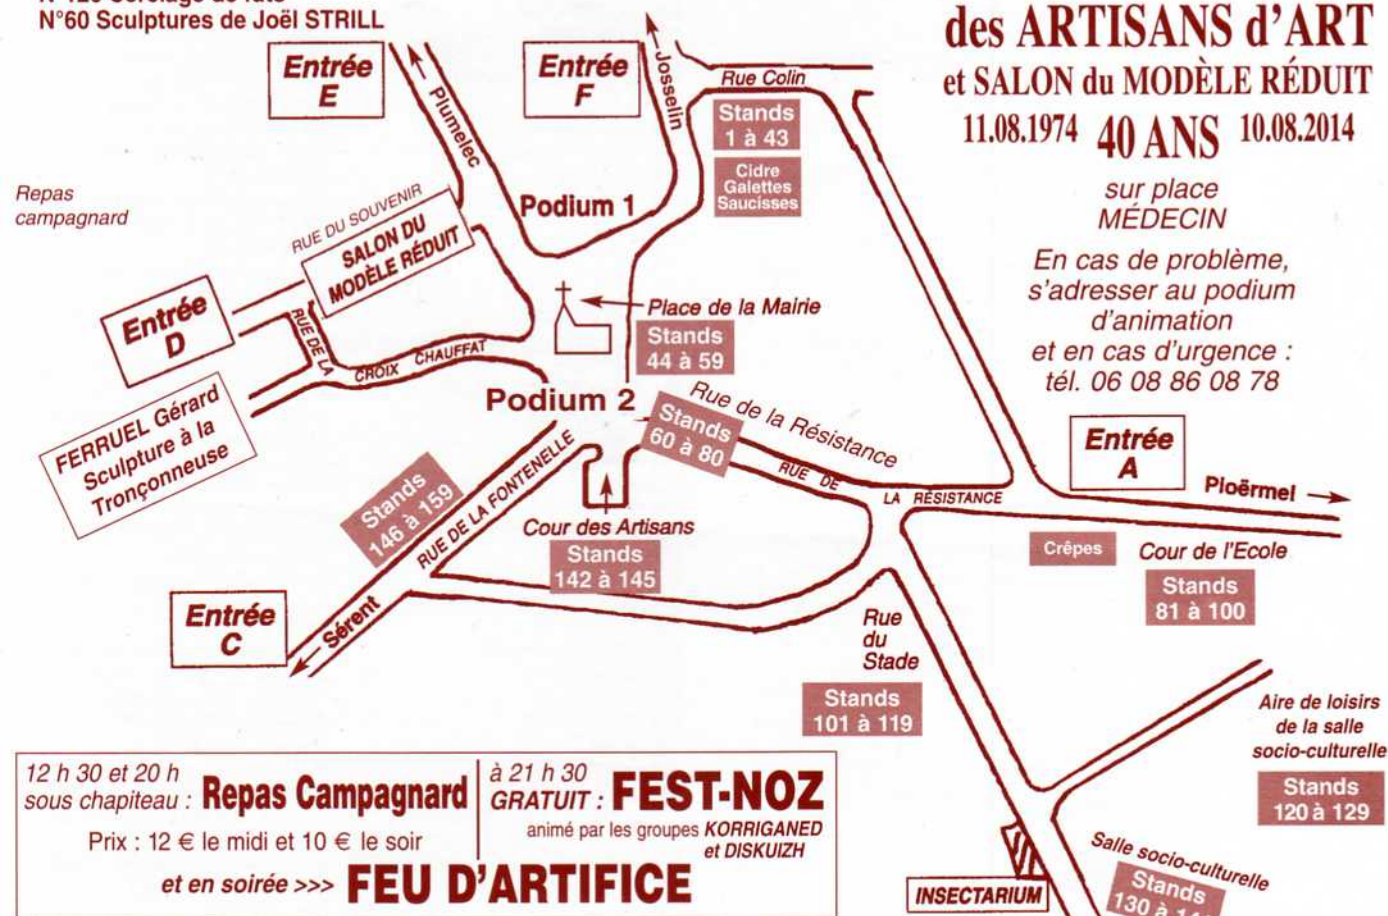 N°60 Sculptures de Joël STRILL
des ARTISANS d'ART
et SALON du MODÈLE RÉDUIT
11.08.1974 40 ANS 10.08.2014
sur place
MÉDECIN
En cas de problème,
s'adresser au podium
d'animation
et en cas d'urgence :
tél. 06 08 86 08 78
Entrée
E
Plumelec
Entrée
F
Josselin
Rue Colin
Stands
1 à 43
Cidre
Galettes
Saucisses
Repas
campagnard
Podium 1
RUE DU SOUVENIR
SALON DU
MODÈLE RÉDUIT
Entrée
D
RUE DE LA
CROIX CHAUFFAT
Place de la Mairie
Stands
44 à 59
FERRUEL Gérard
Sculpture à la
Tronçonneuse
Podium 2
Stands
60 à 80
Rue de la Résistance
RUE DE
LA RÉSISTANCE
Entrée
A
Ploërmel
Stands
146 à 159
RUE DE LA FONTENELLE
Cour des Artisans
Stands
142 à 145
Crêpes
Cour de l'Ecole
Stands
81 à 100
Entrée
C
Sérent
Rue
du
Stade
Stands
101 à 119
Aire de loisirs
de la salle
socio-culturelle
Stands
120 à 129
Salle socio-culturelle
Stands
130 à
INSECTARIUM
12 h 30 et 20 h
sous chapiteau : Repas Campagnard
Prix : 12 € le midi et 10 € le soir
à 21 h 30
GRATUIT : FEST-NOZ
animé par les groupes KORRIGANED
et DISKUIZH
et en soirée >>> FEU D'ARTIFICE